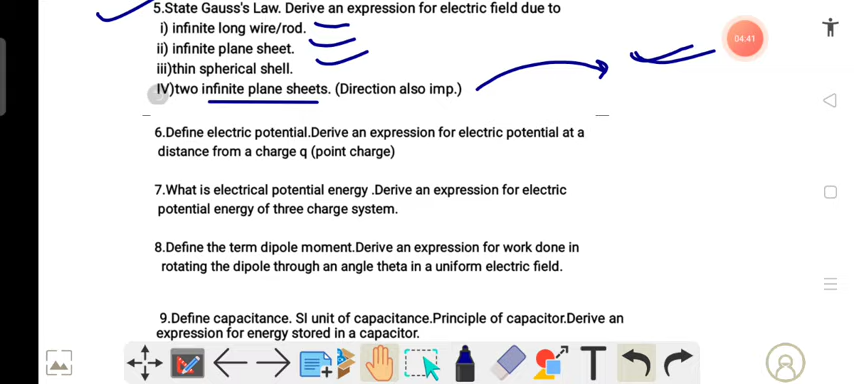 5.State Gauss's Law. Derive an expression for electric field due to
i) infinite long wire/rod.
ii) infinite plane sheet.
iii)thin spherical shell.
IV)two infinite plane sheets. (Direction also imp.)
6.Define electric potential.Derive an expression for electric potential at a
distance from a charge q (point charge)
7.What is electrical potential energy .Derive an expression for electric
potential energy of three charge system.
8.Define the term dipole moment.Derive an expression for work done in
rotating the dipole through an angle theta in a uniform electric field.
9.Define capacitance. SI unit of capacitance.Principle of capacitor.Derive an
expression for energy stored in a capacitor.
04:41
T